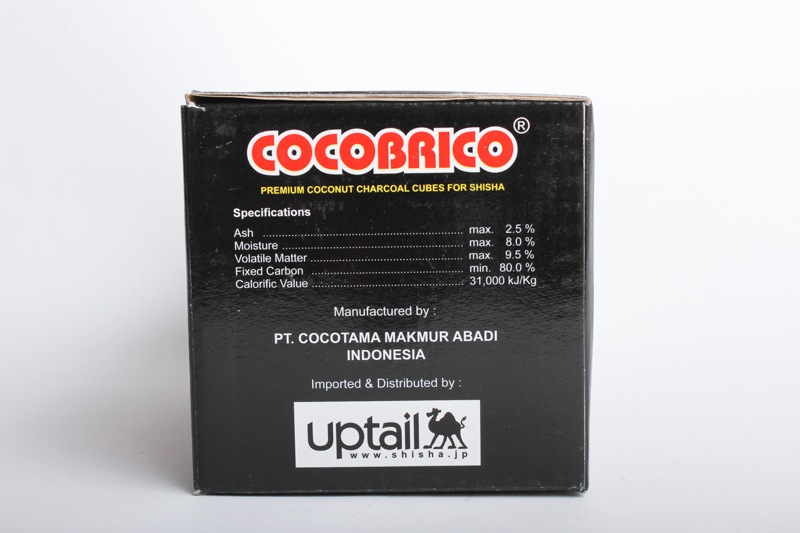 COCOBRICO®
PREMIUM COCONUT CHARCOAL CUBES FOR SHISHA
Specifications
Ash ........................................................ max. 2.5 %
Moisture ................................................ max. 8.0 %
Volatile Matter ........................................ max. 9.5 %
Fixed Carbon ........................................ min. 80.0 %
Calorific Value ........................................ 31,000 kJ/Kg
Manufactured by :
PT. COCOTAMA MAKMUR ABADI
INDONESIA
Imported & Distributed by :
uptail
www.shisha.jp